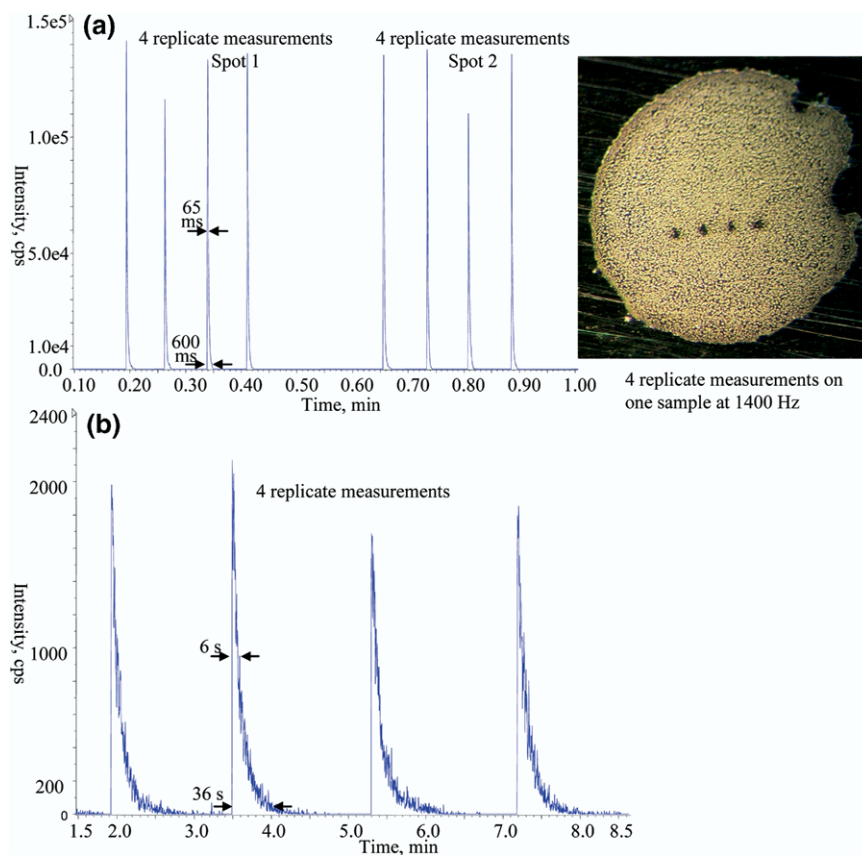 (a)
1.5e5
1.0e5
5.0e4
1.0e4
0.0
Intensity, cps
4 replicate measurements
Spot 1
4 replicate measurements
Spot 2
65
ms
600
ms
0.10 0.20 0.30 0.40 0.50 0.60 0.70 0.80 0.90 1.00
Time, min
4 replicate measurements on
one sample at 1400 Hz
(b)
2400
2000
1000
200
0
Intensity, cps
4 replicate measurements
6 s
36 s
1.5 2.0 3.0 4.0 5.0 6.0 7.0 8.0 8.5
Time, min